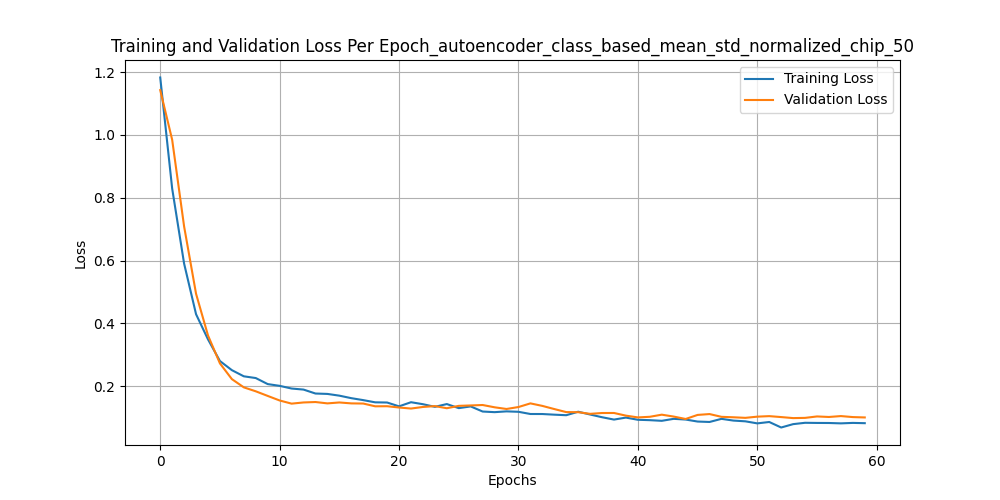 Training and Validation Loss Per Epoch_autoencoder_class_based_mean_std_normalized_chip_50
Training Loss
Validation Loss
1.2
1.0
0.8
0.6
0.4
0.2
Loss
0 10 20 30 40 50 60
Epochs